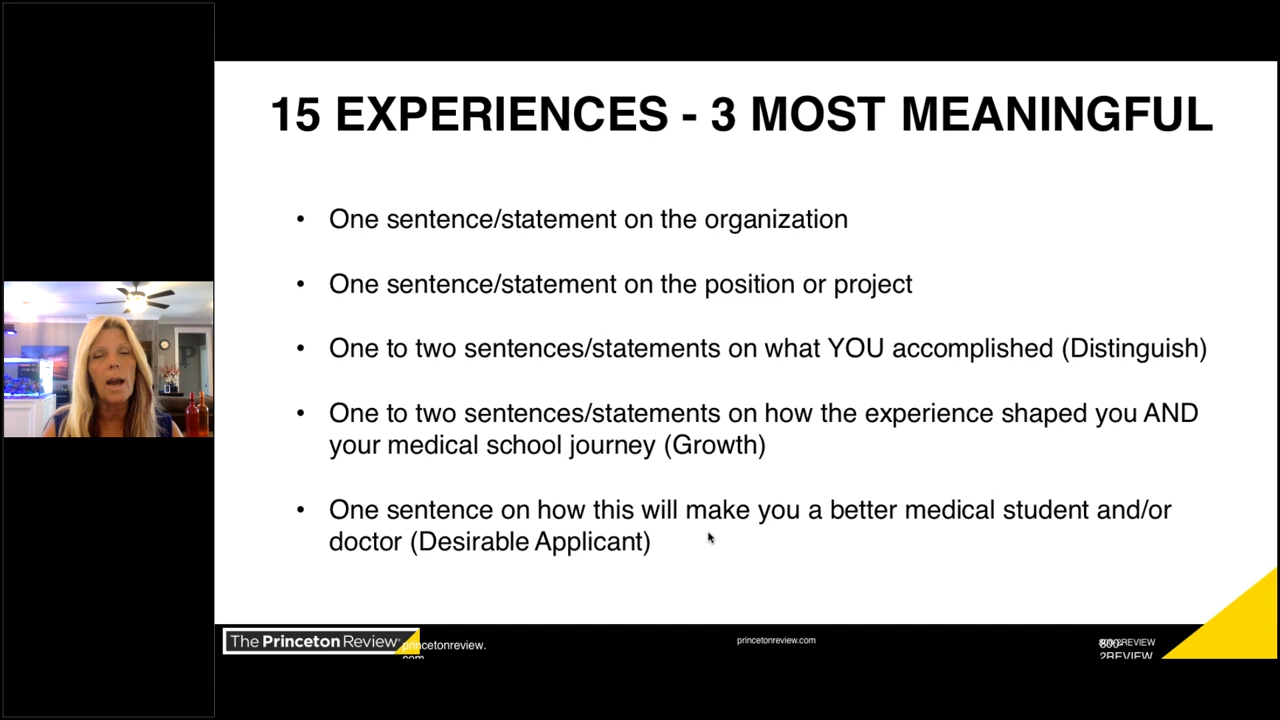 15 EXPERIENCES - 3 MOST MEANINGFUL
• One sentence/statement on the organization
• One sentence/statement on the position or project
• One to two sentences/statements on what YOU accomplished (Distinguish)
• One to two sentences/statements on how the experience shaped you AND
your medical school journey (Growth)
• One sentence on how this will make you a better medical student and/or
doctor (Desirable Applicant)
The Princeton Review
princetonreview.
com
princetonreview.com
2REVIEW